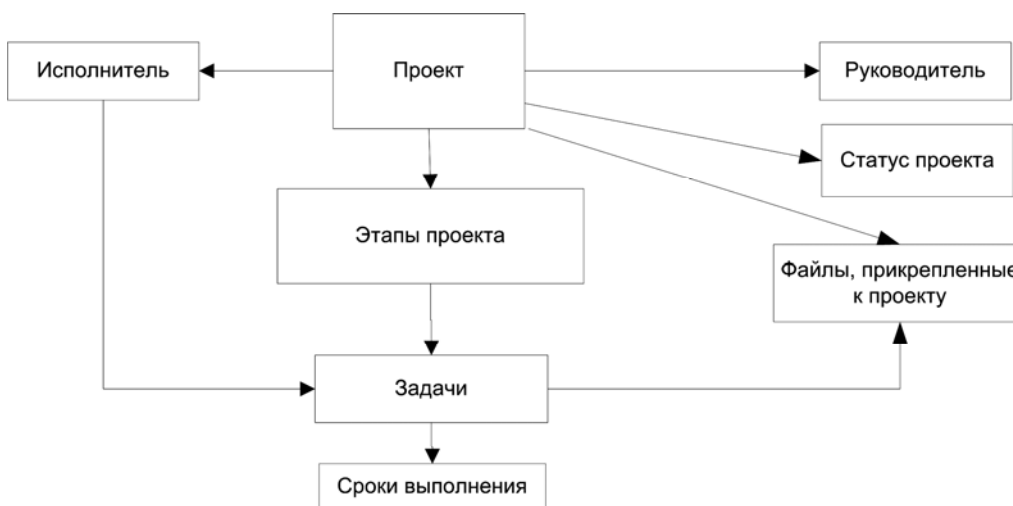 Исполнитель
Проект
Руководитель
Статус проекта
Этапы проекта
Файлы, прикрепленные
к проекту
Задачи
Сроки выполнения